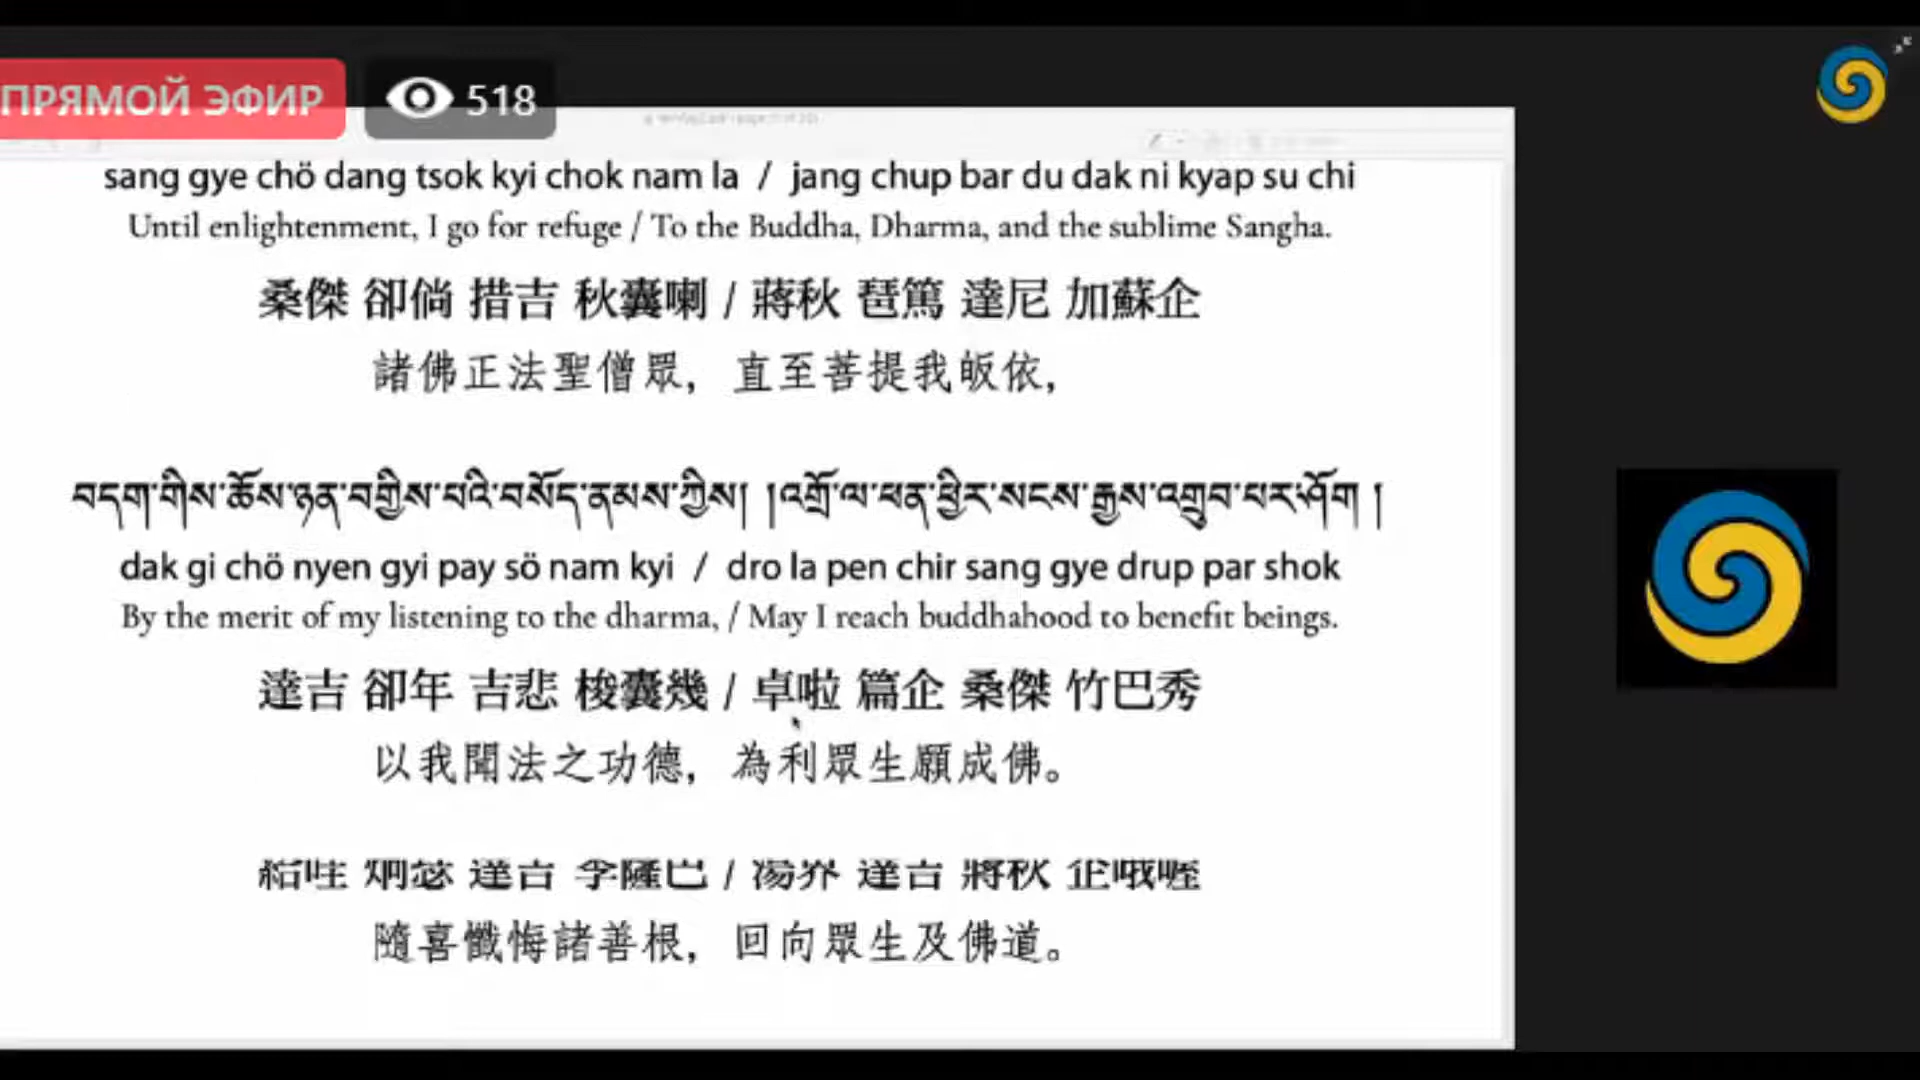 ПРЯМОЙ ЭФИР 518
sang gye chö dang tsok kyi chok nam la / jang chup bar du dak ni kyap su chi
Until enlightenment, I go for refuge / To the Buddha, Dharma, and the sublime Sangha.
桑傑 卻倘 措吉 秋囊喇 / 蔣秋 琶篤 達尼 加蘇企
諸佛正法聖僧眾，直至菩提我皈依，
བདག་གིས་ཆོས་ཉན་བགྱིས་པའི་བསོད་ནམས་ཀྱིས། །འགྲོ་ལ་ཕན་ཕྱིར་སངས་རྒྱས་འགྲུབ་པར་ཤོག །
dak gi chö nyen gyi pay sö nam kyi / dro la pen chir sang gye drup par shok
By the merit of my listening to the dharma, / May I reach buddhahood to benefit beings.
達吉 卻年 吉悲 梭囊幾 / 卓啦 篇企 桑傑 竹巴秀
以我聞法之功德，為利眾生願成佛。
達吉 / 達吉 將秋
隨喜懺悔諸善根，回向眾生及佛道。